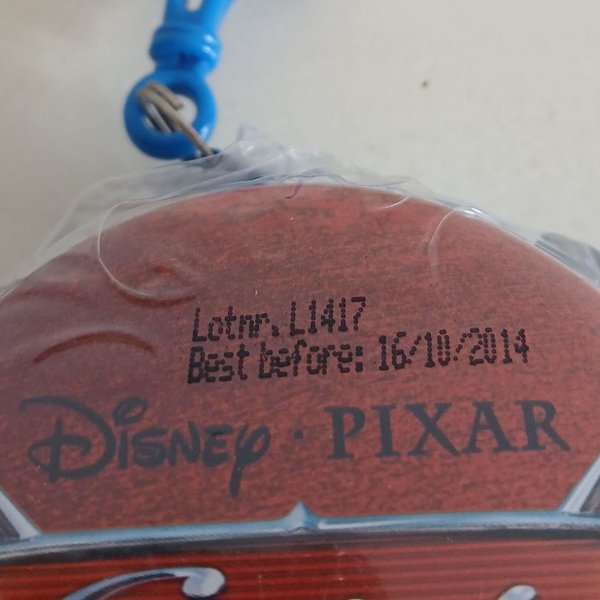 Lotnr. L1417
Best before: 16/10/2014
Disney · PIXAR